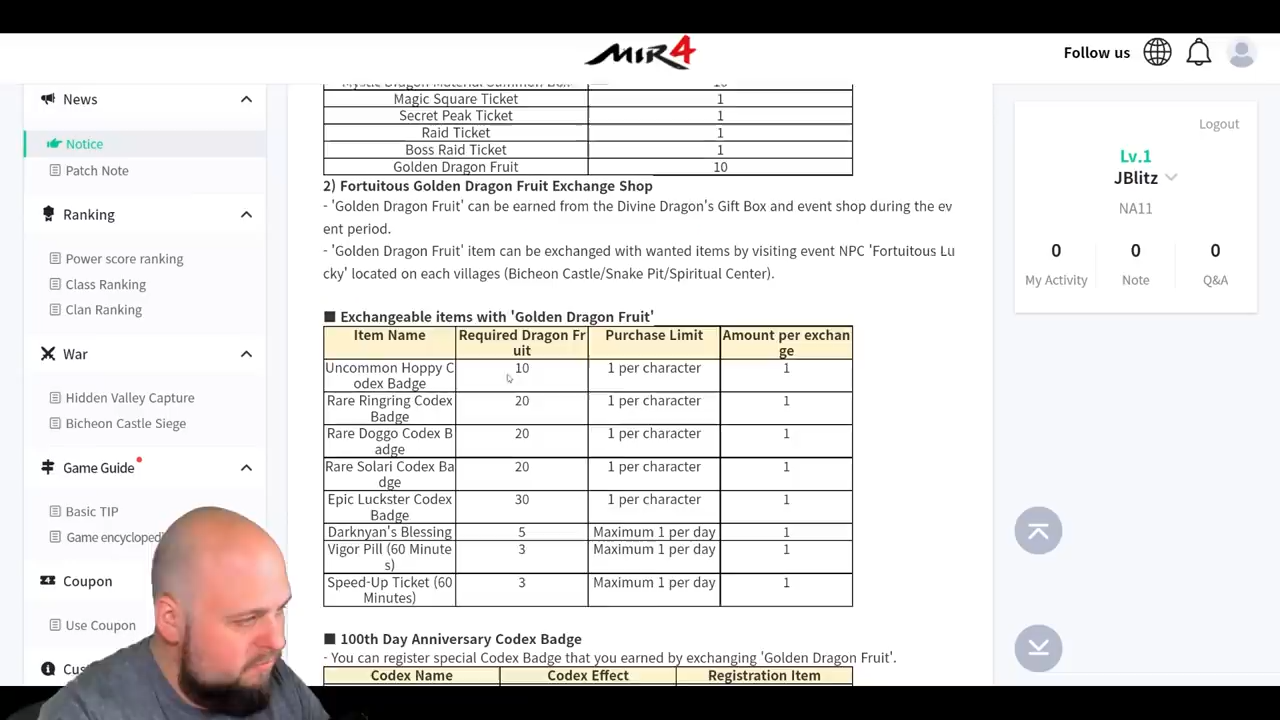 MIR4
Follow us
News
Notice
Patch Note
Ranking
Power score ranking
Class Ranking
Clan Ranking
War
Hidden Valley Capture
Bicheon Castle Siege
Game Guide
Basic TIP
Game encycloped
Coupon
Use Coupon
Mystic Dragon Material Summon Box 10
Magic Square Ticket 1
Secret Peak Ticket 1
Raid Ticket 1
Boss Raid Ticket 1
Golden Dragon Fruit 10
2) Fortuitous Golden Dragon Fruit Exchange Shop
- 'Golden Dragon Fruit' can be earned from the Divine Dragon's Gift Box and event shop during the ev
ent period.
- 'Golden Dragon Fruit' item can be exchanged with wanted items by visiting event NPC 'Fortuitous Lu
cky' located on each villages (Bicheon Castle/Snake Pit/Spiritual Center).
■ Exchangeable items with 'Golden Dragon Fruit'
Item Name Required Dragon Fr Purchase Limit Amount per exchan
uit ge
Uncommon Hoppy C 10 1 per character 1
odex Badge
Rare Ringring Codex 20 1 per character 1
Badge
Rare Doggo Codex B 20 1 per character 1
adge
Rare Solari Codex Ba 20 1 per character 1
dge
Epic Luckster Codex 30 1 per character 1
Badge
Darknyan's Blessing 5 Maximum 1 per day 1
Vigor Pill (60 Minute 3 Maximum 1 per day 1
s)
Speed-Up Ticket (60 3 Maximum 1 per day 1
Minutes)
■ 100th Day Anniversary Codex Badge
- You can register special Codex Badge that you earned by exchanging 'Golden Dragon Fruit'.
Codex Name Codex Effect Registration Item
Logout
Lv.1
JBlitz
NA11
0 0 0
My Activity Note Q&A